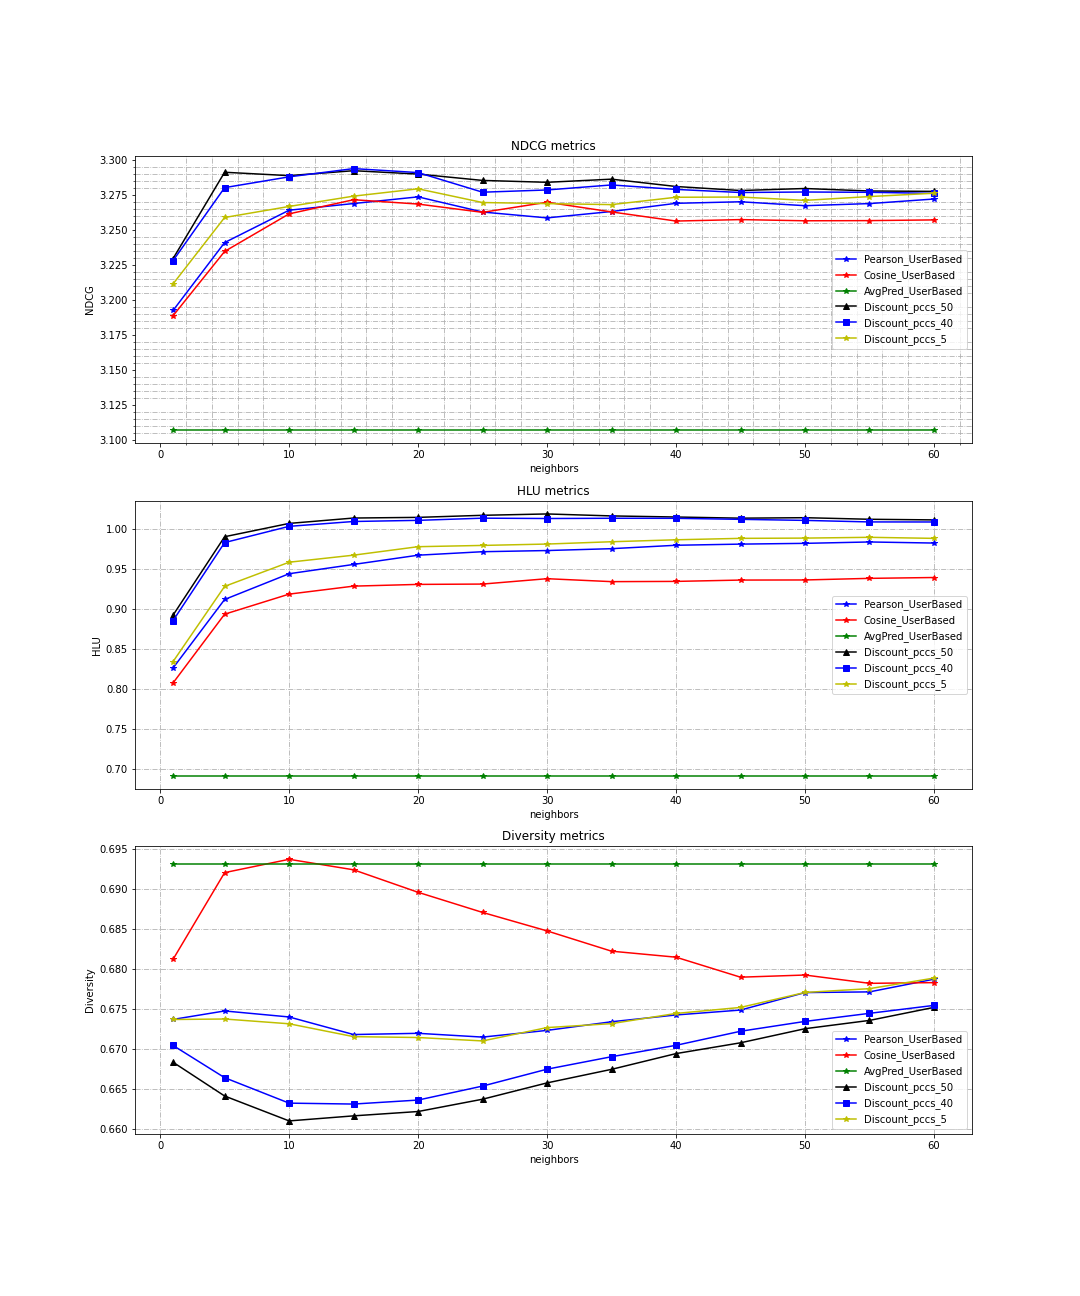 NDCG metrics
3.300
3.275
3.250
3.225
3.200
3.175
3.150
3.125
3.100
NDCG
0 10 20 30 40 50 60
neighbors
Pearson_UserBased
Cosine_UserBased
AvgPred_UserBased
Discount_pccs_50
Discount_pccs_40
Discount_pccs_5
HLU metrics
1.00
0.95
0.90
0.85
0.80
0.75
0.70
HLU
0 10 20 30 40 50 60
neighbors
Pearson_UserBased
Cosine_UserBased
AvgPred_UserBased
Discount_pccs_50
Discount_pccs_40
Discount_pccs_5
Diversity metrics
0.695
0.690
0.685
0.680
0.675
0.670
0.665
0.660
Diversity
0 10 20 30 40 50 60
neighbors
Pearson_UserBased
Cosine_UserBased
AvgPred_UserBased
Discount_pccs_50
Discount_pccs_40
Discount_pccs_5